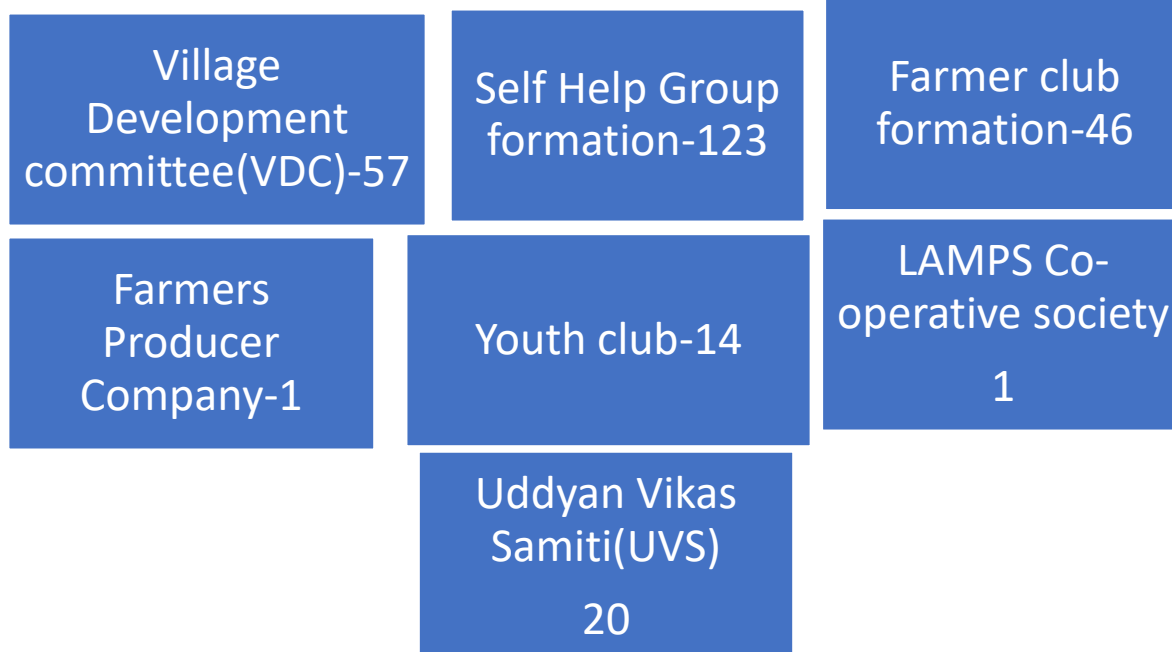 Village
Development
committee(VDC)-57
Self Help Group
formation-123
Farmer club
formation-46
Farmers
Producer
Company-1
Youth club-14
LAMPS Co-
operative society
1
Uddyan Vikas
Samiti(UVS)
20